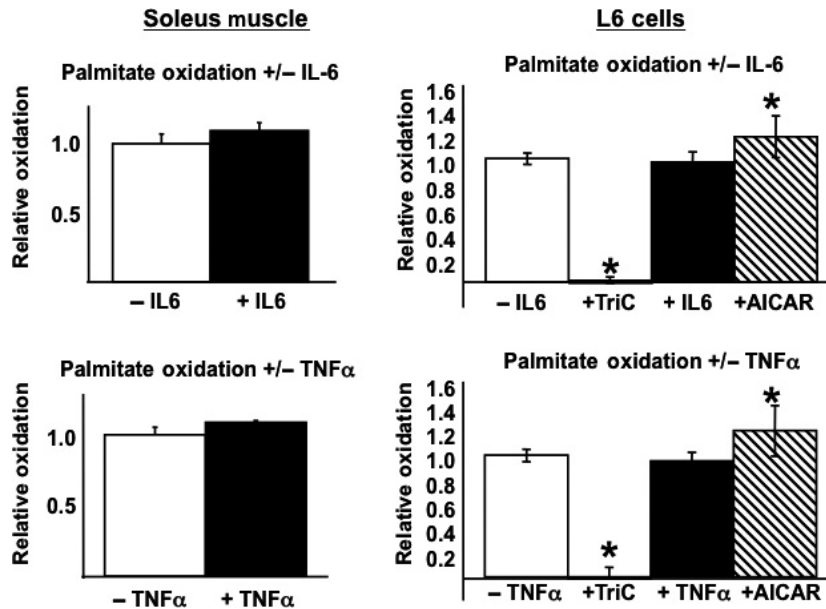 Soleus muscle
L6 cells
Palmitate oxidation +/– IL-6
Relative oxidation
1.0
0.5
– IL6 + IL6
Palmitate oxidation +/– IL-6
Relative oxidation
1.6
1.4
1.2
1.0
0.8
0.6
0.4
0.2
*
*
– IL6 +TriC + IL6 +AICAR
Palmitate oxidation +/– TNFα
Relative oxidation
1.0
0.5
– TNFα + TNFα
Palmitate oxidation +/– TNFα
Relative oxidation
1.6
1.4
1.2
1.0
0.8
0.6
0.4
0.2
*
*
– TNFα +TriC + TNFα +AICAR